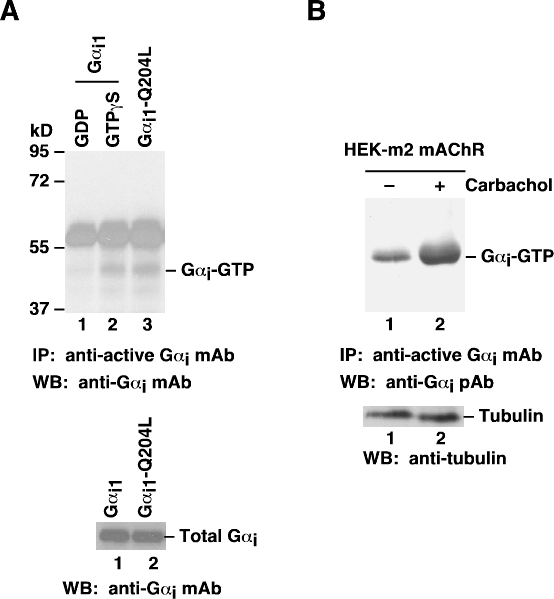 A
Gαi1
GDP
GTPγS
Gαi1-Q204L
kD
95
72
55
Gαi-GTP
37
1 2 3
IP: anti-active Gαi mAb
WB: anti-Gαi mAb
Gαi1
Gαi1-Q204L
Total Gαi
1 2
WB: anti-Gαi mAb
B
HEK-m2 mAChR
– + Carbachol
Gαi-GTP
1 2
IP: anti-active Gαi mAb
WB: anti-Gαi pAb
Tubulin
1 2
WB: anti-tubulin